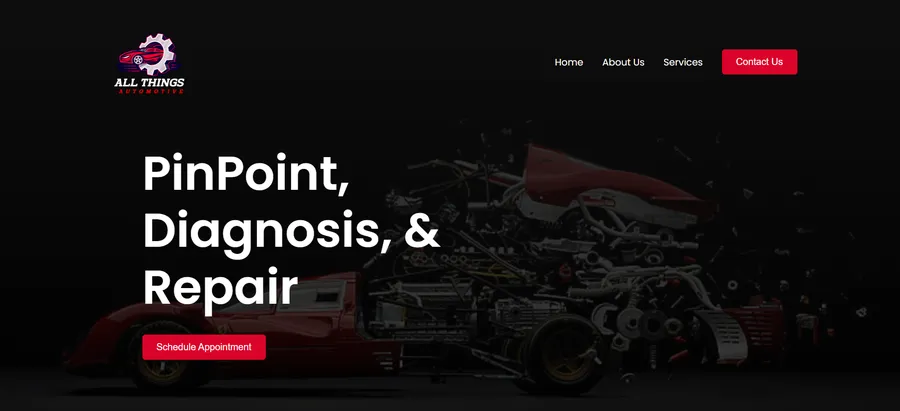 ALL THINGS
AUTOMOTIVE
Home About Us Services Contact Us
PinPoint,
Diagnosis, &
Repair
Schedule Appointment